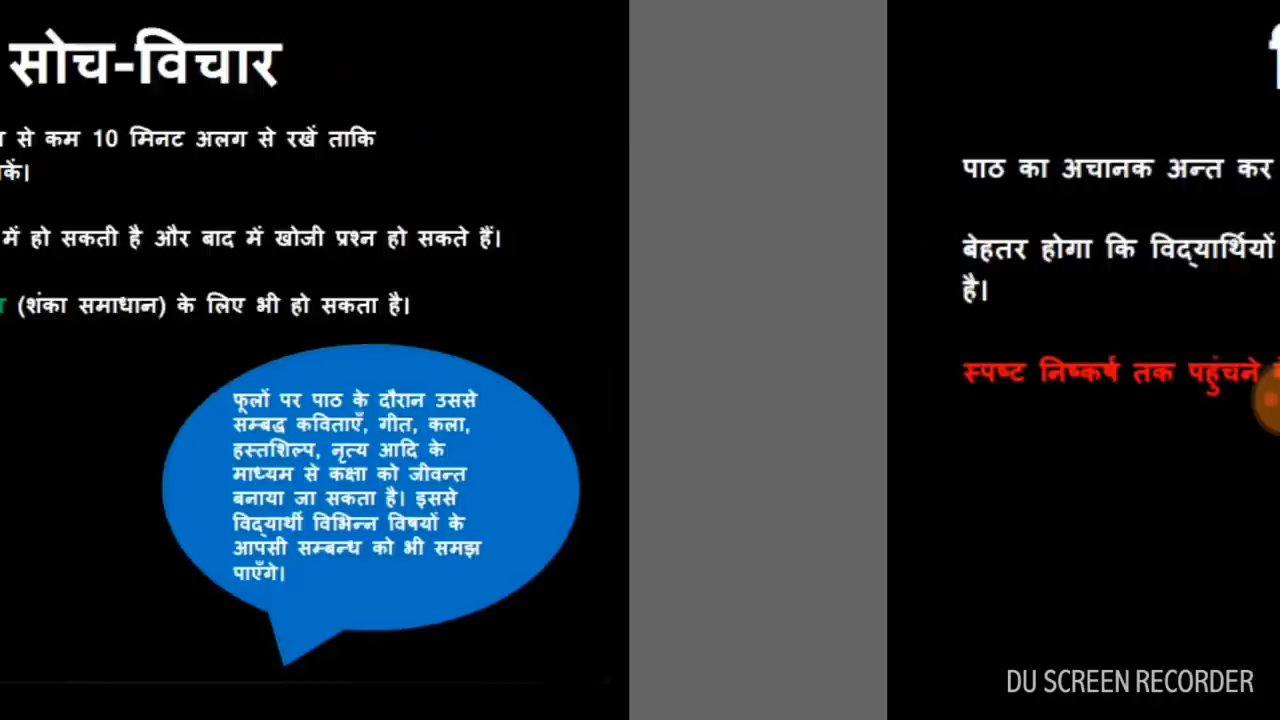 सोच-विचार
से कम 10 मिनट अलग से रखें ताकि
में हो सकती है और बाद में खोजी प्रश्न हो सकते हैं।
(शंका समाधान) के लिए भी हो सकता है।
फूलों पर पाठ के दौरान उससे
सम्बद्ध कविताएँ, गीत, कला,
हस्तशिल्प, नृत्य आदि के
माध्यम से कक्षा को जीवन्त
बनाया जा सकता है। इससे
विद्यार्थी विभिन्न विषयों के
आपसी सम्बन्ध को भी समझ
पाएँगे।
पाठ का अचानक अन्त कर
बेहतर होगा कि विद्यार्थियों
है।
स्पष्ट निष्कर्ष तक पहुंचने
DU SCREEN RECORDER